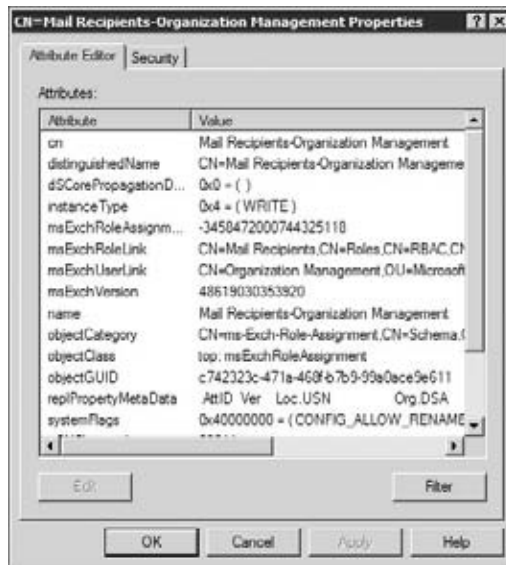 CN=Mail Recipients-Organization Management Properties
Attribute Editor Security
Attributes:
Attribute Value
cn Mail Recipients-Organization Management
distinguishedName CN=Mail Recipients-Organization Manageme
dSCorePropagationD... 0x0 = ( )
instanceType 0x4 = ( WRITE )
msExchRoleAssignm... -3458472000744325118
msExchRoleLink CN=Mail Recipients,CN=Roles,CN=RBAC,CN
msExchUserLink CN=Organization Management,OU=Microsoft
msExchVersion 48619030353920
name Mail Recipients-Organization Management
objectCategory CN=ms-Exch-Role-Assignment,CN=Schema,
objectClass top; msExchRoleAssignment
objectGUID c742323c-471a-468f-b7b9-99a0ace9e611
replPropertyMetaData AttID Ver Loc.USN Org.DSA
systemFlags 0x40000000 = ( CONFIG_ALLOW_RENAME
Edit Filter
OK Cancel Apply Help